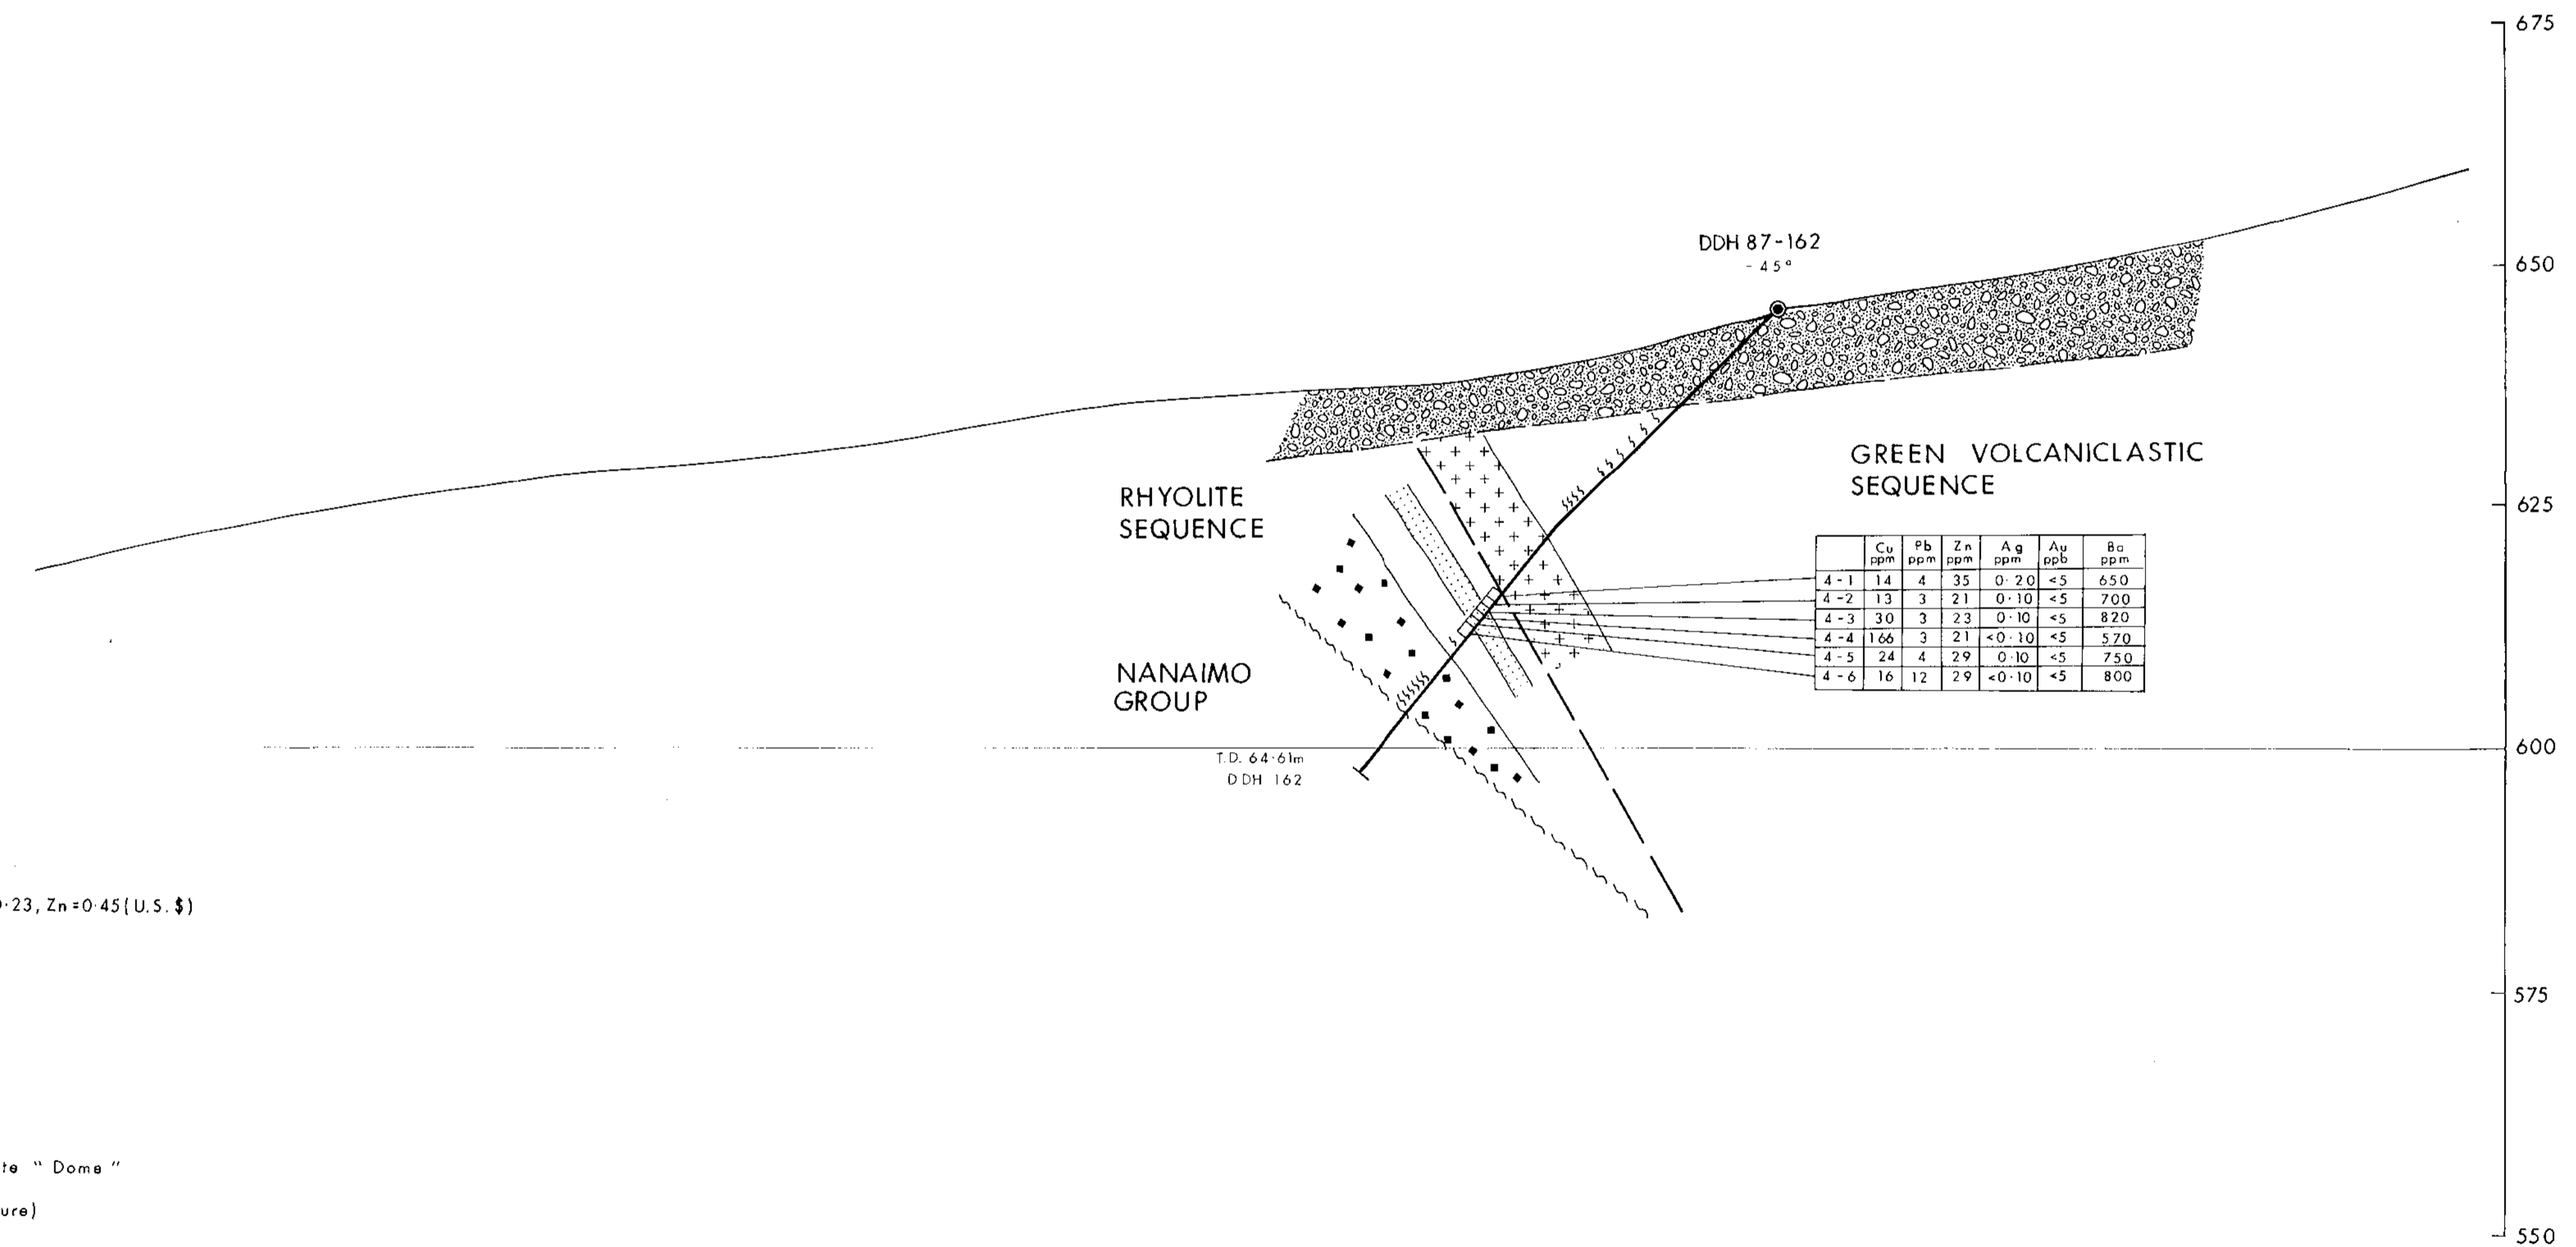 675
DDH 87-162
- 45°
650
GREEN VOLCANICLASTIC
SEQUENCE
RHYOLITE
SEQUENCE
625
Cu ppm Pb ppm Zn ppm Ag ppm Au ppb Ba ppm
4-1 14 4 35 0·20 <5 650
4-2 13 3 21 0·10 <5 700
4-3 30 3 23 0·10 <5 820
4-4 166 3 21 <0·10 <5 570
4-5 24 4 29 0·10 <5 750
4-6 16 12 29 <0·10 <5 800
NANAIMO
GROUP
600
T.D. 64·61m
DDH 162
·23, Zn=0·45(U.S.$)
575
te " Dome "
ure)
550